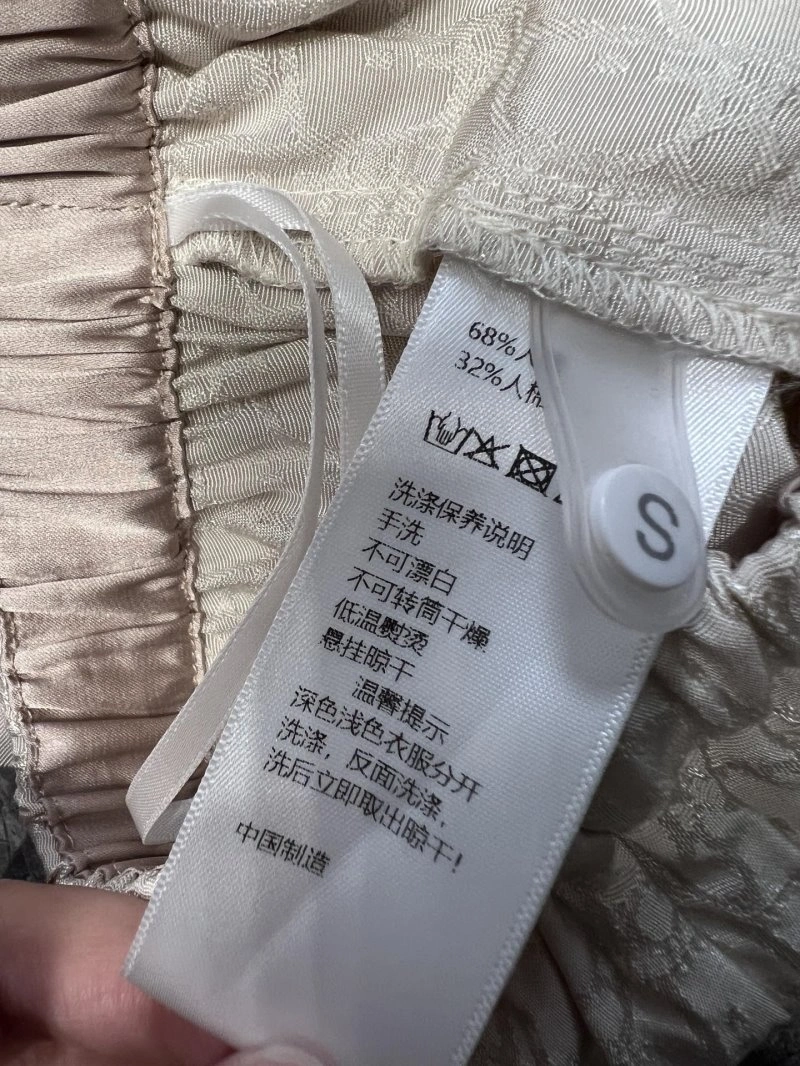 68%人
32%人棉
洗涤保养说明
手洗
不可漂白
不可转筒干燥
低温熨烫
悬挂晾干
温馨提示
深色浅色衣服分开
洗涤，反面洗涤，
洗后立即取出晾干！
中国制造
S